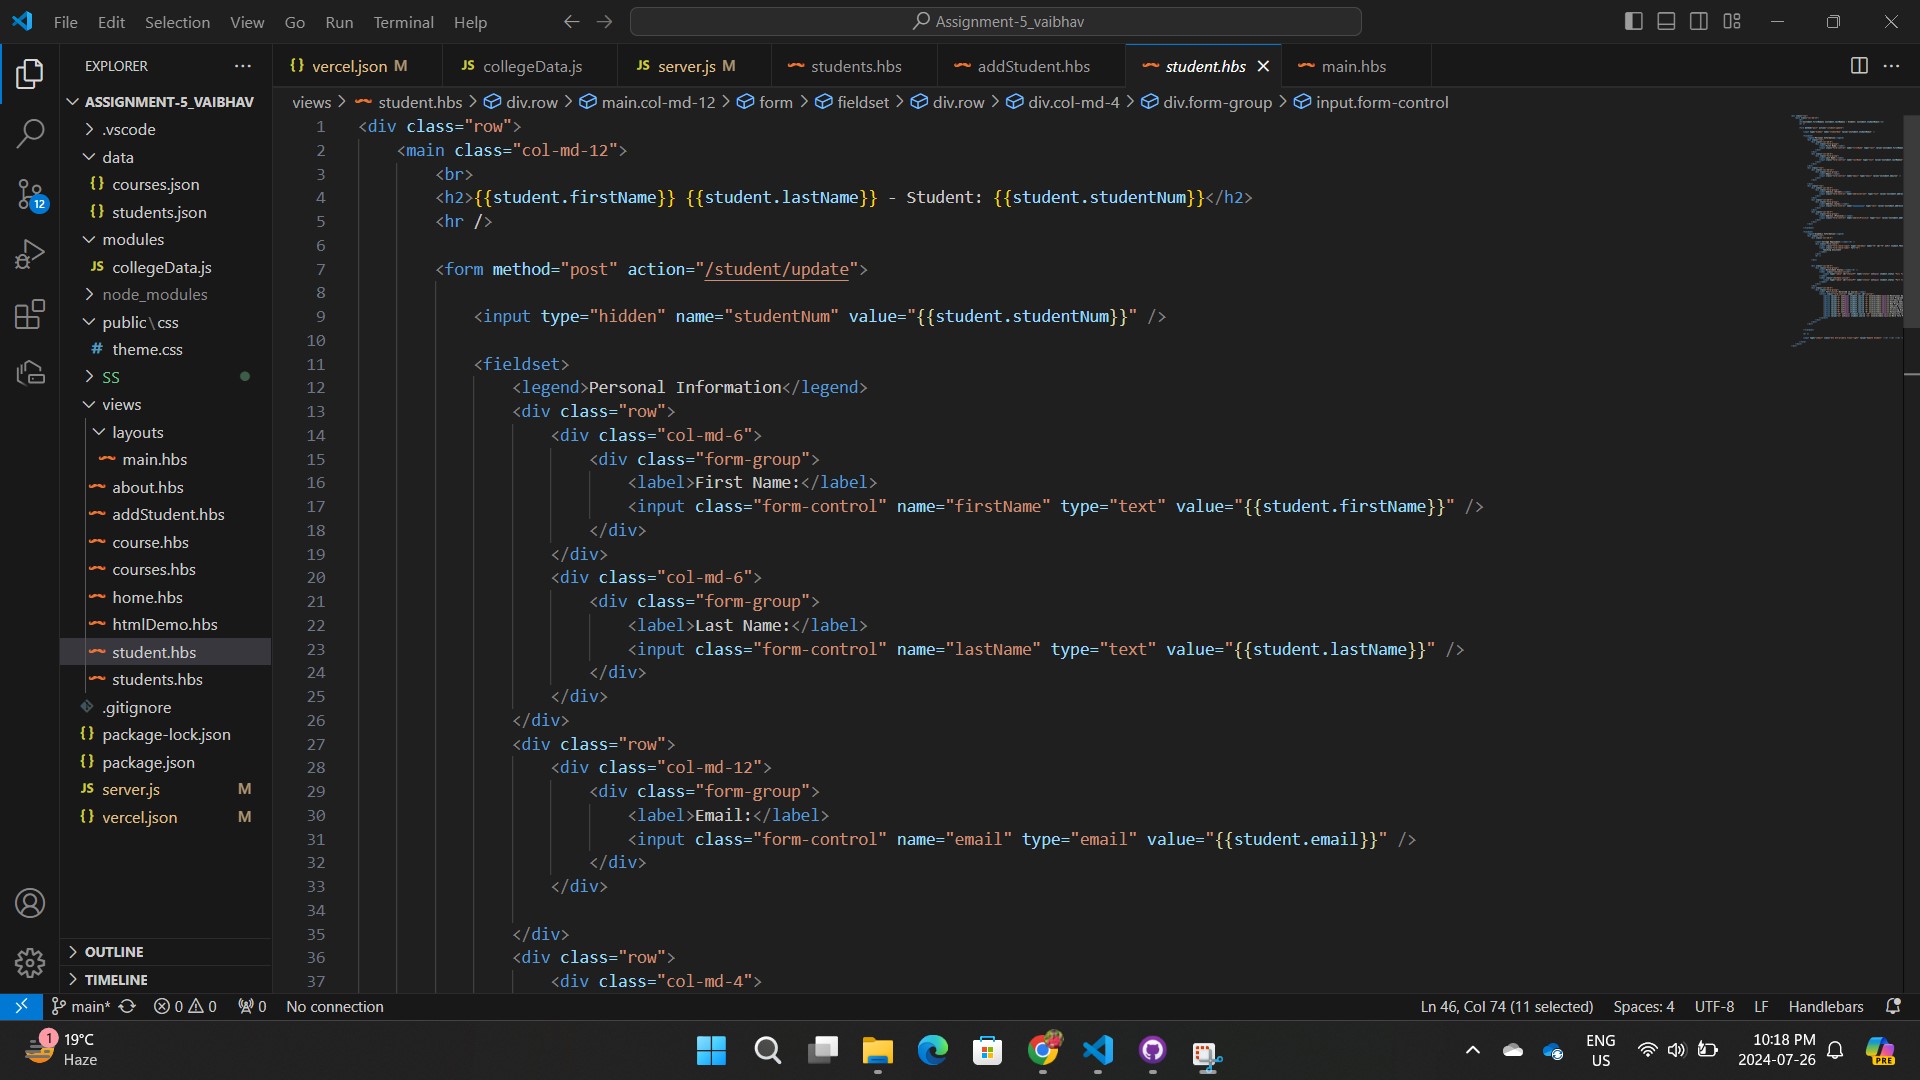 File Edit Selection View Go Run Terminal Help
Assignment-5_vaibhav
EXPLORER
vercel.json M
JS collegeData.js
JS server.js M
students.hbs
addStudent.hbs
student.hbs
main.hbs
views > student.hbs > div.row > main.col-md-12 > form > fieldset > div.row > div.col-md-4 > div.form-group > input.form-control
ASSIGNMENT-5_VAIBHAV
.vscode
data
{} courses.json
{} students.json
modules
JS collegeData.js
node_modules
public\css
# theme.css
SS
views
layouts
main.hbs
about.hbs
addStudent.hbs
course.hbs
courses.hbs
home.hbs
htmlDemo.hbs
student.hbs
students.hbs
.gitignore
{} package-lock.json
{} package.json
JS server.js M
{} vercel.json M
12
OUTLINE
TIMELINE
1 <div class="row">
2 <main class="col-md-12">
3 <br>
4 <h2>{{student.firstName}} {{student.lastName}} - Student: {{student.studentNum}}</h2>
5 <hr />
6
7 <form method="post" action="/student/update">
8
9 <input type="hidden" name="studentNum" value="{{student.studentNum}}" />
10
11 <fieldset>
12 <legend>Personal Information</legend>
13 <div class="row">
14 <div class="col-md-6">
15 <div class="form-group">
16 <label>First Name:</label>
17 <input class="form-control" name="firstName" type="text" value="{{student.firstName}}" />
18 </div>
19 </div>
20 <div class="col-md-6">
21 <div class="form-group">
22 <label>Last Name:</label>
23 <input class="form-control" name="lastName" type="text" value="{{student.lastName}}" />
24 </div>
25 </div>
26 </div>
27 <div class="row">
28 <div class="col-md-12">
29 <div class="form-group">
30 <label>Email:</label>
31 <input class="form-control" name="email" type="email" value="{{student.email}}" />
32 </div>
33 </div>
34
35 </div>
36 <div class="row">
37 <div class="col-md-4">
main* 0 0 0 No connection
Ln 46, Col 74 (11 selected) Spaces: 4 UTF-8 LF Handlebars
1
19°C
Haze
ENG
US
10:18 PM
2024-07-26
PRE